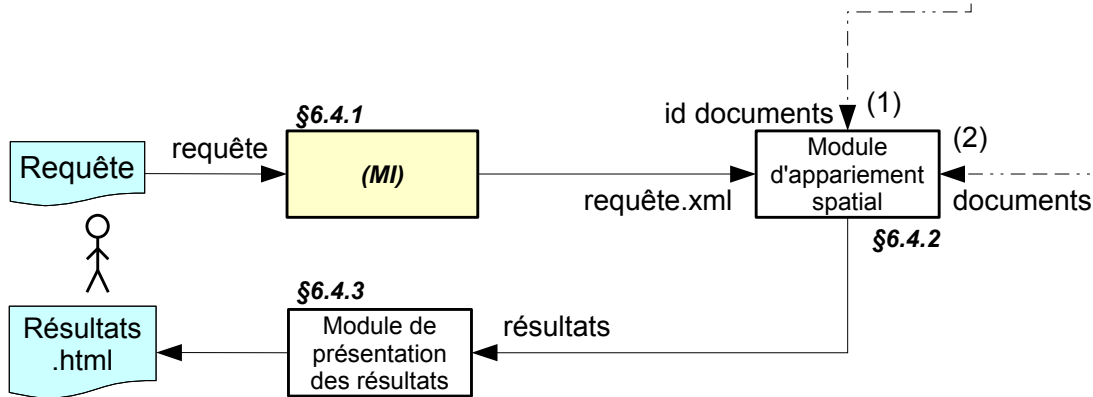 §6.4.1
id documents
(1)
Requête
requête
(MI)
requête.xml
Module
d'appariement
spatial
(2)
documents
§6.4.2
§6.4.3
Résultats
.html
Module de
présentation
des résultats
résultats